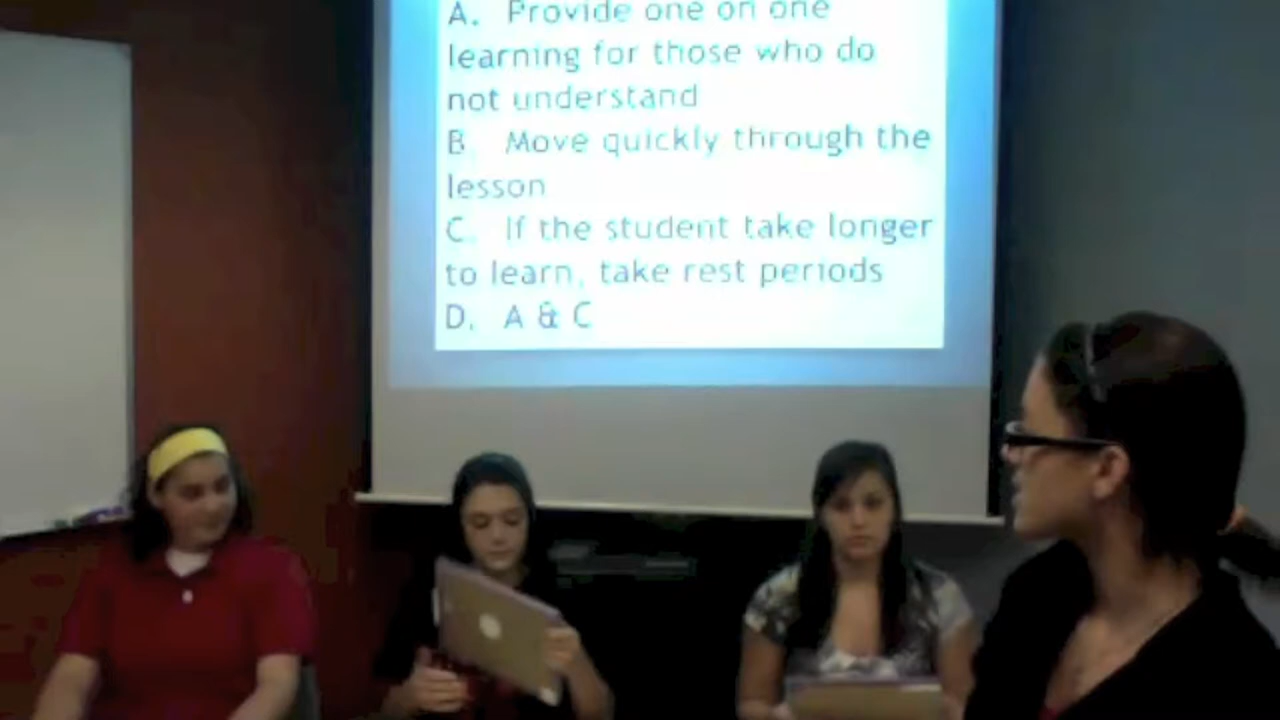 A. Provide one on one
learning for those who do
not understand
B. Move quickly through the
lesson
C. If the student take longer
to learn, take rest periods
D. A & C